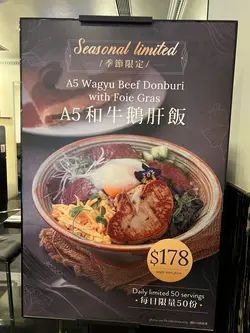 Seasonal limited
/季節限定/
A5 Wagyu Beef Donburi
with Foie Gras
A5和牛鵝肝飯
$178
Daily limited 50 servings
•每日限量50份•